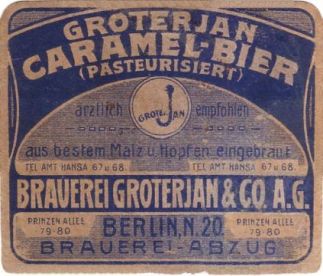 GROTERJAN
CARAMEL-BIER
(PASTEURISIERT)
ärztlich empfohlen
GROTERJAN
aus bestem Malz u. Hopfen eingebraut
TEL. AMT HANSA 67 u 68. TEL. AMT HANSA 67 u 68.
BRAUEREI GROTERJAN & CO. A.G.
PRINZEN ALLEE 79-80 BERLIN, N. 20. PRINZEN ALLEE 79-80
BRAUEREI-ABZUG